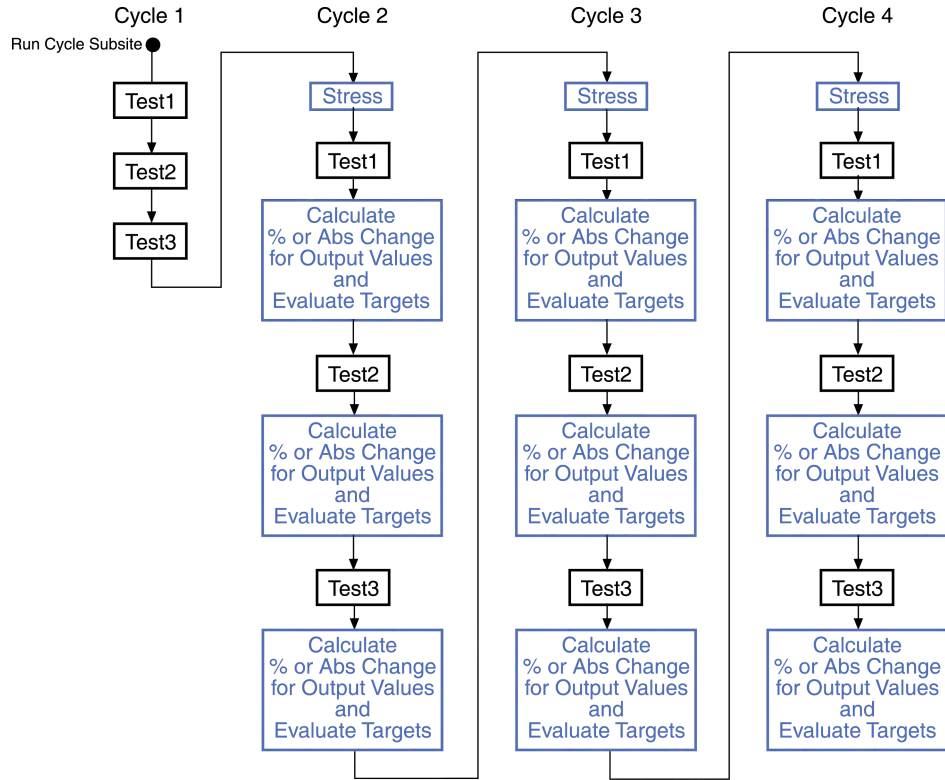 Cycle 1
Run Cycle Subsite
Test1
Test2
Test3
Cycle 2
Stress
Test1
Calculate
% or Abs Change
for Output Values
and
Evaluate Targets
Test2
Calculate
% or Abs Change
for Output Values
and
Evaluate Targets
Test3
Calculate
% or Abs Change
for Output Values
and
Evaluate Targets
Cycle 3
Stress
Test1
Calculate
% or Abs Change
for Output Values
and
Evaluate Targets
Test2
Calculate
% or Abs Change
for Output Values
and
Evaluate Targets
Test3
Calculate
% or Abs Change
for Output Values
and
Evaluate Targets
Cycle 4
Stress
Test1
Calculate
% or Abs Change
for Output Values
and
Evaluate Targets
Test2
Calculate
% or Abs Change
for Output Values
and
Evaluate Targets
Test3
Calculate
% or Abs Change
for Output Values
and
Evaluate Targets